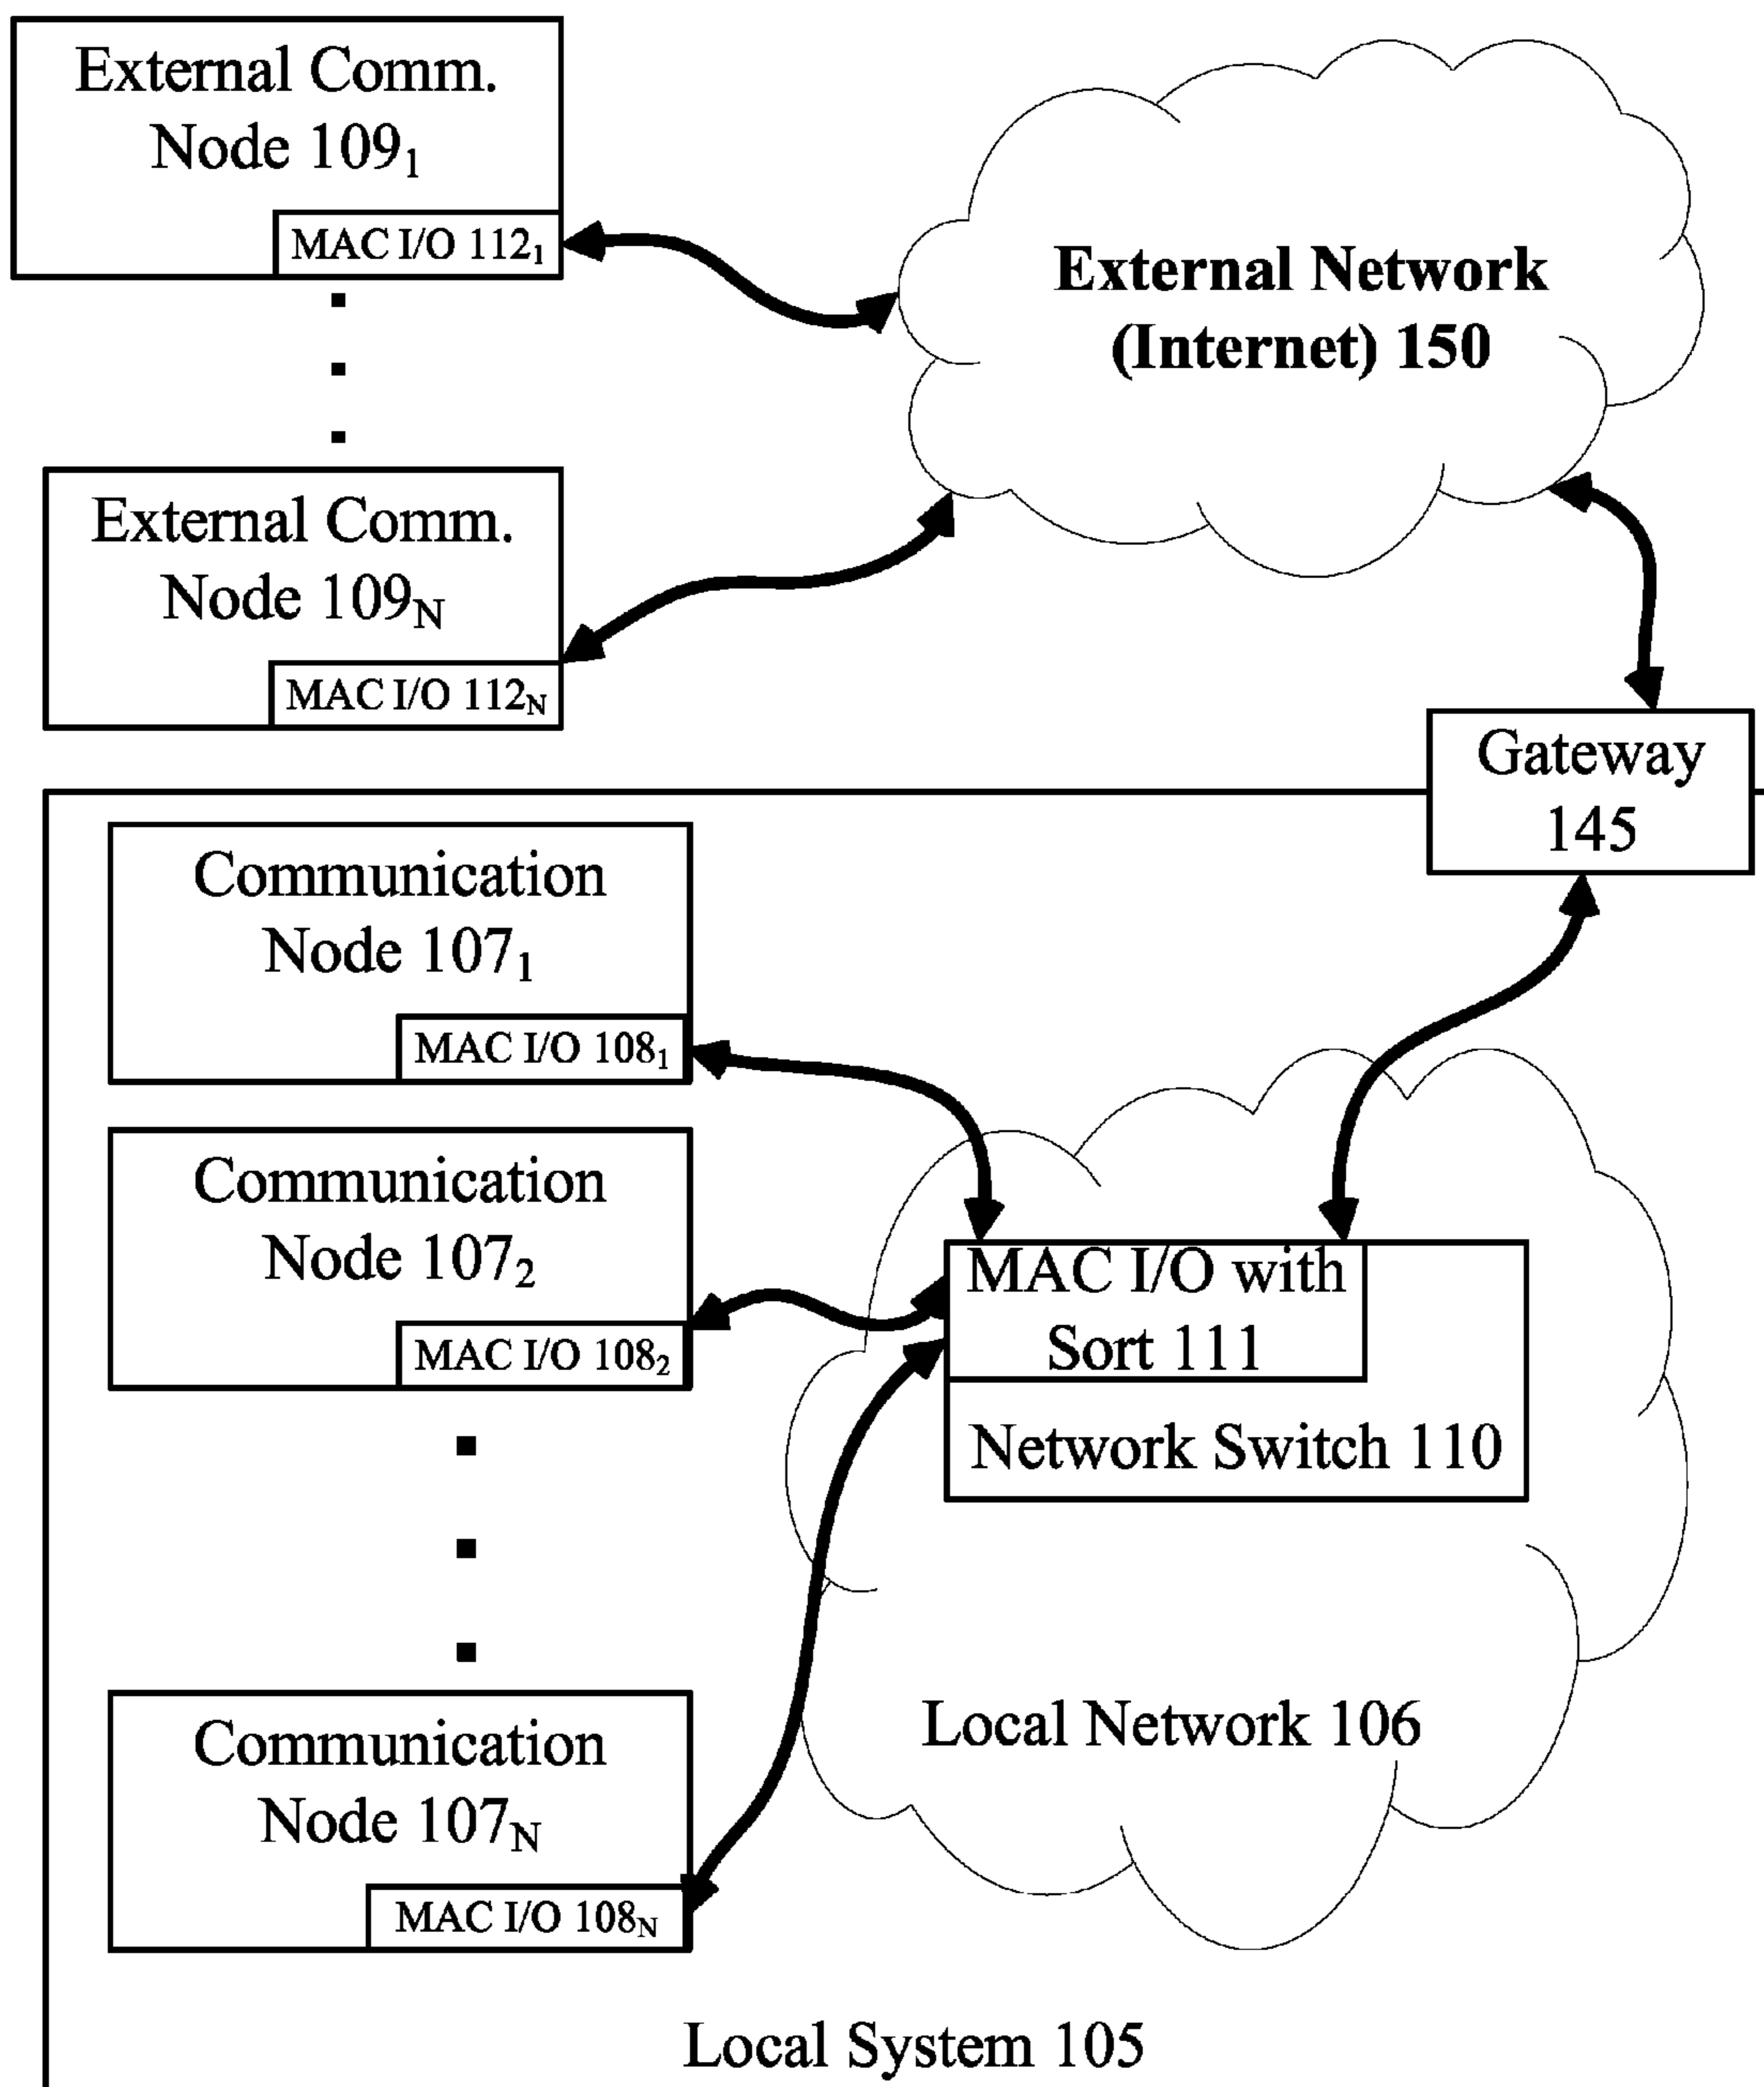 External Comm.
Node 109₁
MAC I/O 112₁
External Network
(Internet) 150
External Comm.
Node 109N
MAC I/O 112N
Gateway
145
Communication
Node 107₁
MAC I/O 108₁
Communication
Node 107₂
MAC I/O 108₂
MAC I/O with
Sort 111
Network Switch 110
Local Network 106
Communication
Node 107N
MAC I/O 108N
Local System 105